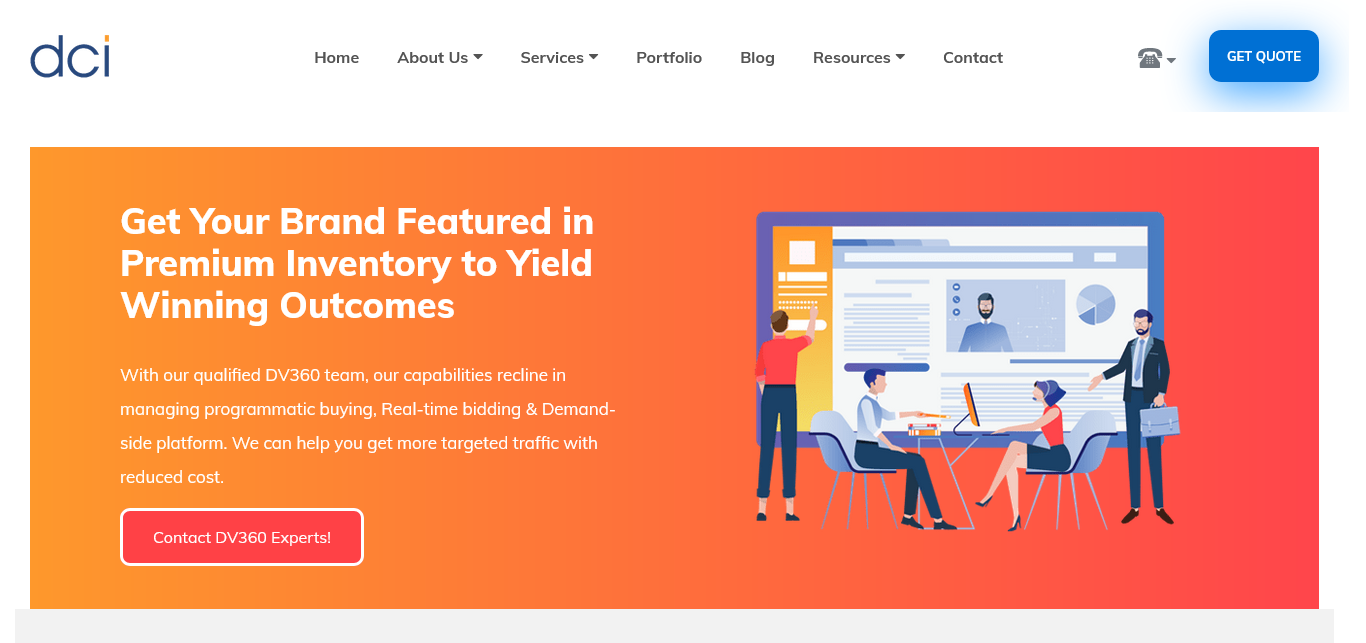 dci
Home
About Us
Services
Portfolio
Blog
Resources
Contact
GET QUOTE
Get Your Brand Featured in
Premium Inventory to Yield
Winning Outcomes
With our qualified DV360 team, our capabilities recline in
managing programmatic buying, Real-time bidding & Demand-
side platform. We can help you get more targeted traffic with
reduced cost.
Contact DV360 Experts!